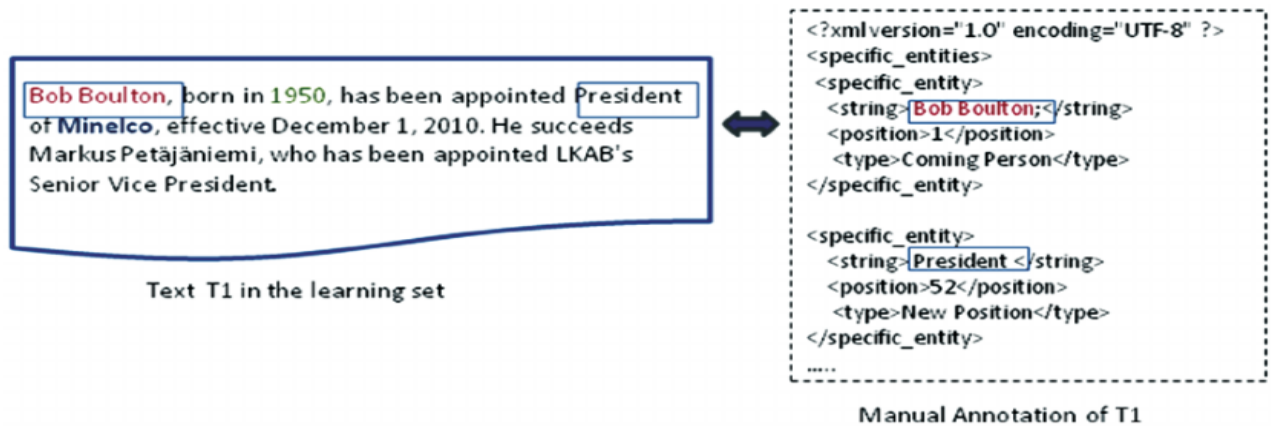 Bob Boulton, born in 1950, has been appointed President
of Minelco, effective December 1, 2010. He succeeds
Markus Petäjäniemi, who has been appointed LKAB's
Senior Vice President.
Text T1 in the learning set
<?xml version="1.0" encoding="UTF-8" ?>
<specific_entities>
<specific_entity>
<string>Bob Boulton;</string>
<position>1</position>
<type>Coming Person</type>
</specific_entity>
<specific_entity>
<string>President </string>
<position>52</position>
<type>New Position</type>
</specific_entity>
.....
Manual Annotation of T1